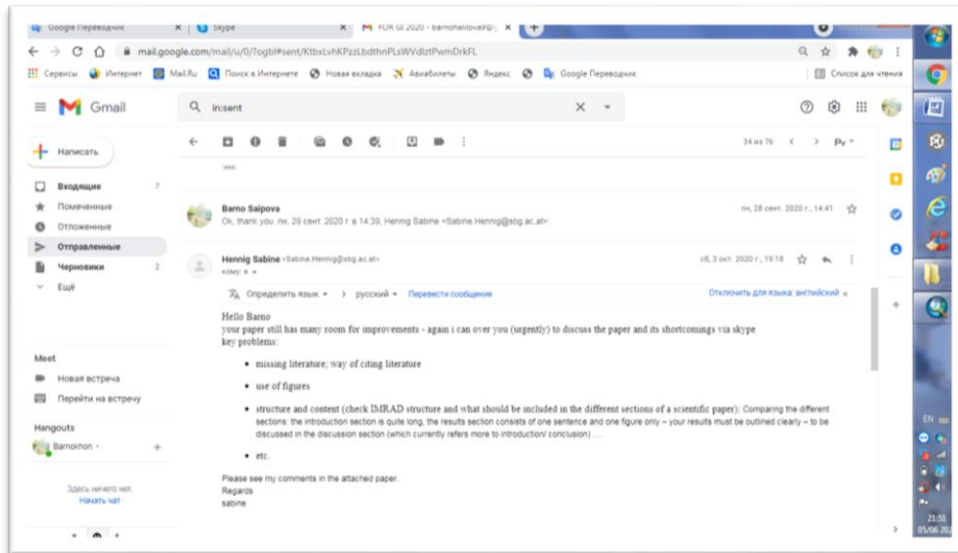 Google Переводчик
Skype
FOR GI 2020 -
mail.google.com/mail/u/0/?ogbl#sent/
Сервисы Интернет Mail.Ru Поиск в Интернете Новая вкладка Авиабилеты Яндекс Google Переводчик Список для чтения
Gmail
in:sent
Написать
34 из 76
Входящие 7
Помеченные
Отложенные
Отправленные
Черновики 2
Ещё
Barno Saipova пн, 28 сент. 2020 г., 14:41
Ok, thank you. пн, 28 сент. 2020 г. в 14:39, Hennig Sabine <Sabine.Hennig@sbg.ac.at>:
Hennig Sabine <Sabine.Hennig@sbg.ac.at> сб, 3 окт. 2020 г., 19:18
кому: я
Определить язык > русский Перевести сообщение Отключить для языка: английский x
Hello Barno
your paper still has many room for improvements - again i can over you (urgently) to discuss the paper and its shortcomings via skype
key problems:
• missing literature; way of citing literature
• use of figures
• structure and content (check IMRAD structure and what should be included in the different sections of a scientific paper): Comparing the different
sections: the introduction section is quite long, the results section consists of one sentence and one figure only – your results must be outlined clearly – to be
discussed in the discussion section (which currently refers more to introduction/ conclusion) ....
• etc.
Please see my comments in the attached paper.
Regards
sabine
Meet
Новая встреча
Перейти на встречу
Hangouts
Barnokhon
Здесь ничего нет.
Начать чат
EN
21:51
05/06